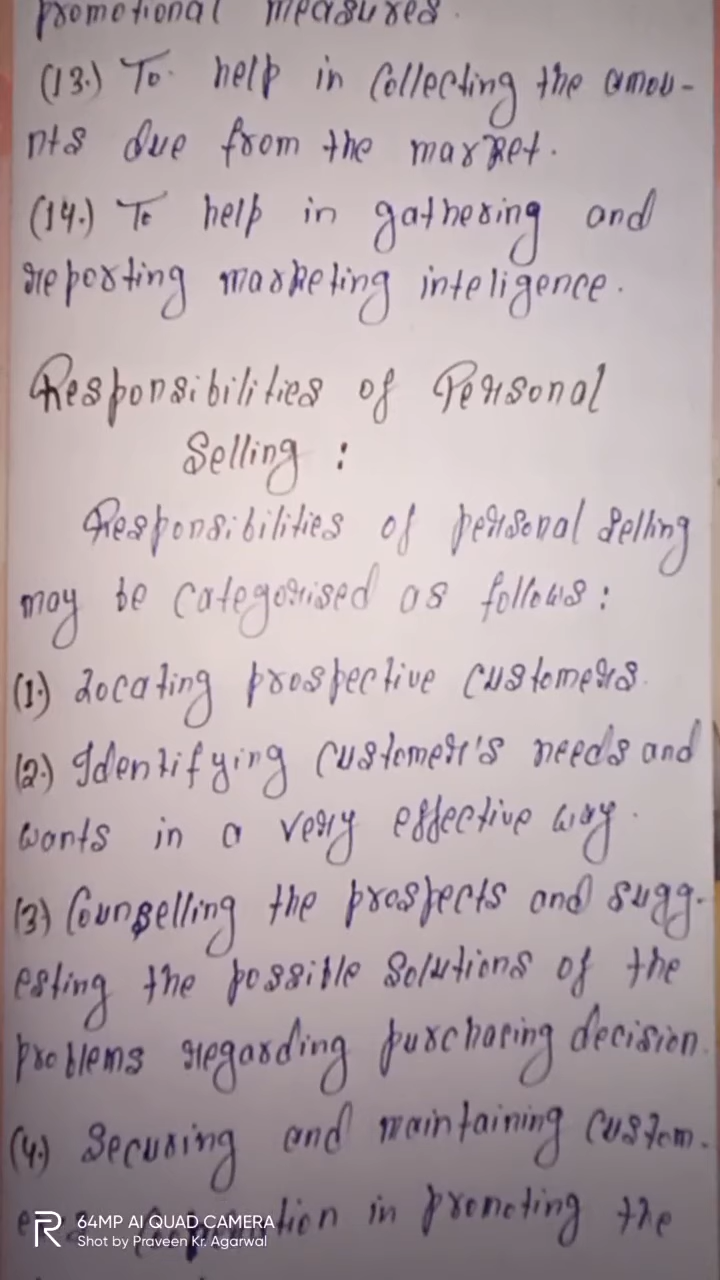 promotional measures.
(13.) To help in Collecting the amou-
nts due from the market.
(14.) To help in gathering and
reporting marketing inteligence.
Responsibilities of Personal
Selling :
Responsibilities of personal selling
may be categorised as follows :
(1.) Locating prospective customers.
(2.) Identifying customer's needs and
wants in a very effective way.
(3) Counselling the prospects and sugg-
esting the possible solutions of the
problems regarding purchasing decision.
(4.) Securing and maintaining custom-
in promoting the
64MP AI QUAD CAMERA
Shot by Praveen Kr. Agarwal